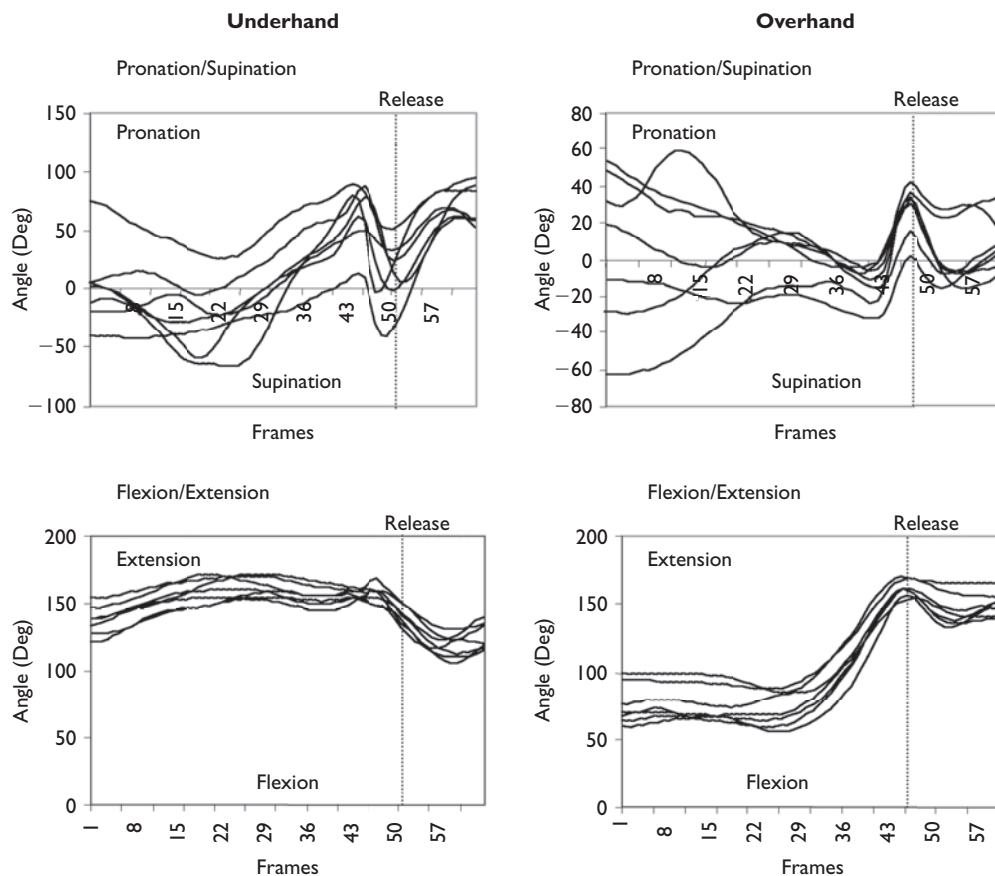 Underhand
Overhand
Pronation/Supination
Release
150
Pronation
100
50
0
−50
−100
Angle (Deg)
8
15
22
29
36
43
50
57
Supination
Frames
Pronation/Supination
Release
80
Pronation
60
40
20
0
−20
−40
−60
−80
Angle (Deg)
8
15
22
29
36
43
50
57
Supination
Frames
Flexion/Extension
Release
200
Extension
150
100
50
0
Angle (Deg)
Flexion
1
8
15
22
29
36
43
50
57
Frames
Flexion/Extension
Release
200
Extension
150
100
50
0
Angle (Deg)
Flexion
1
8
15
22
29
36
43
50
57
Frames